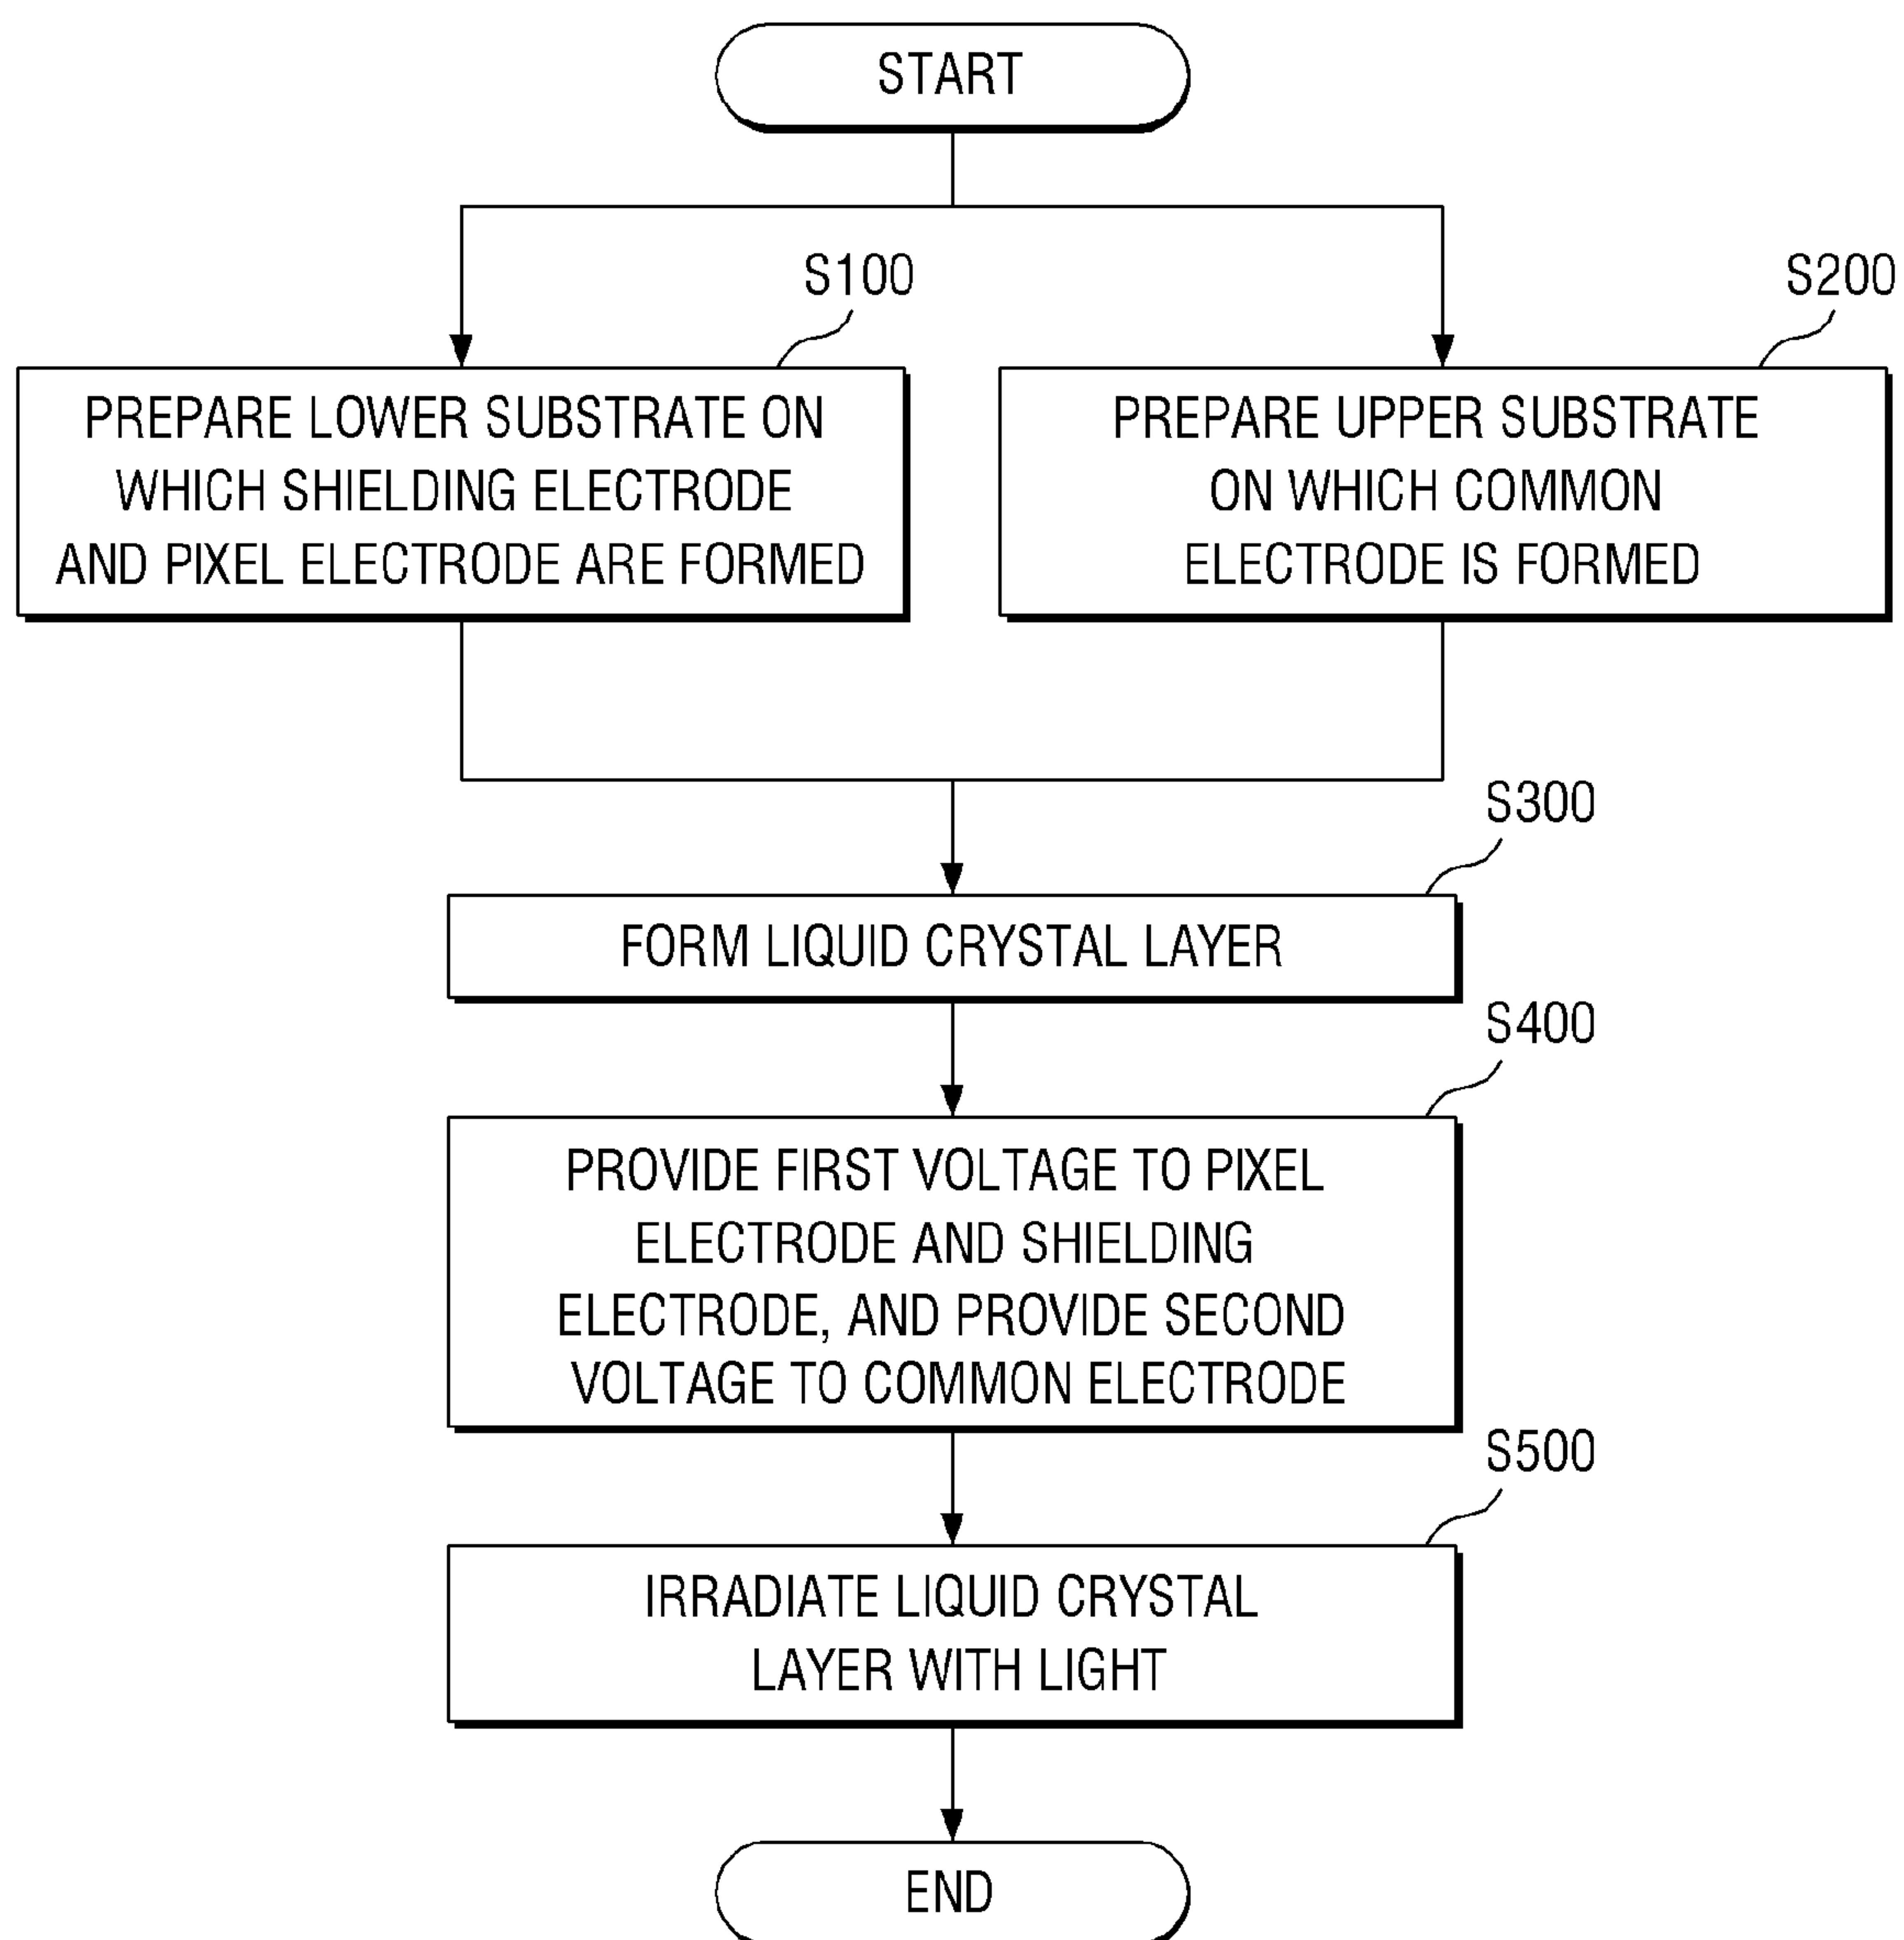 START
S100
PREPARE LOWER SUBSTRATE ON
WHICH SHIELDING ELECTRODE
AND PIXEL ELECTRODE ARE FORMED
S200
PREPARE UPPER SUBSTRATE
ON WHICH COMMON
ELECTRODE IS FORMED
S300
FORM LIQUID CRYSTAL LAYER
S400
PROVIDE FIRST VOLTAGE TO PIXEL
ELECTRODE AND SHIELDING
ELECTRODE, AND PROVIDE SECOND
VOLTAGE TO COMMON ELECTRODE
S500
IRRADIATE LIQUID CRYSTAL
LAYER WITH LIGHT
END